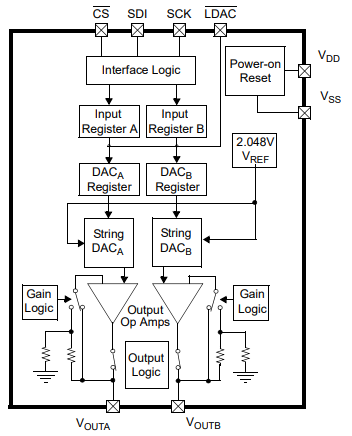 CS SDI SCK LDAC
Interface Logic
Power-on
Reset
VDD
VSS
Input
Register A
Input
Register B
2.048V
VREF
DACA
Register
DACB
Register
String
DACA
String
DACB
Gain
Logic
Output
Op Amps
Gain
Logic
Output
Logic
VOUTA
VOUTB